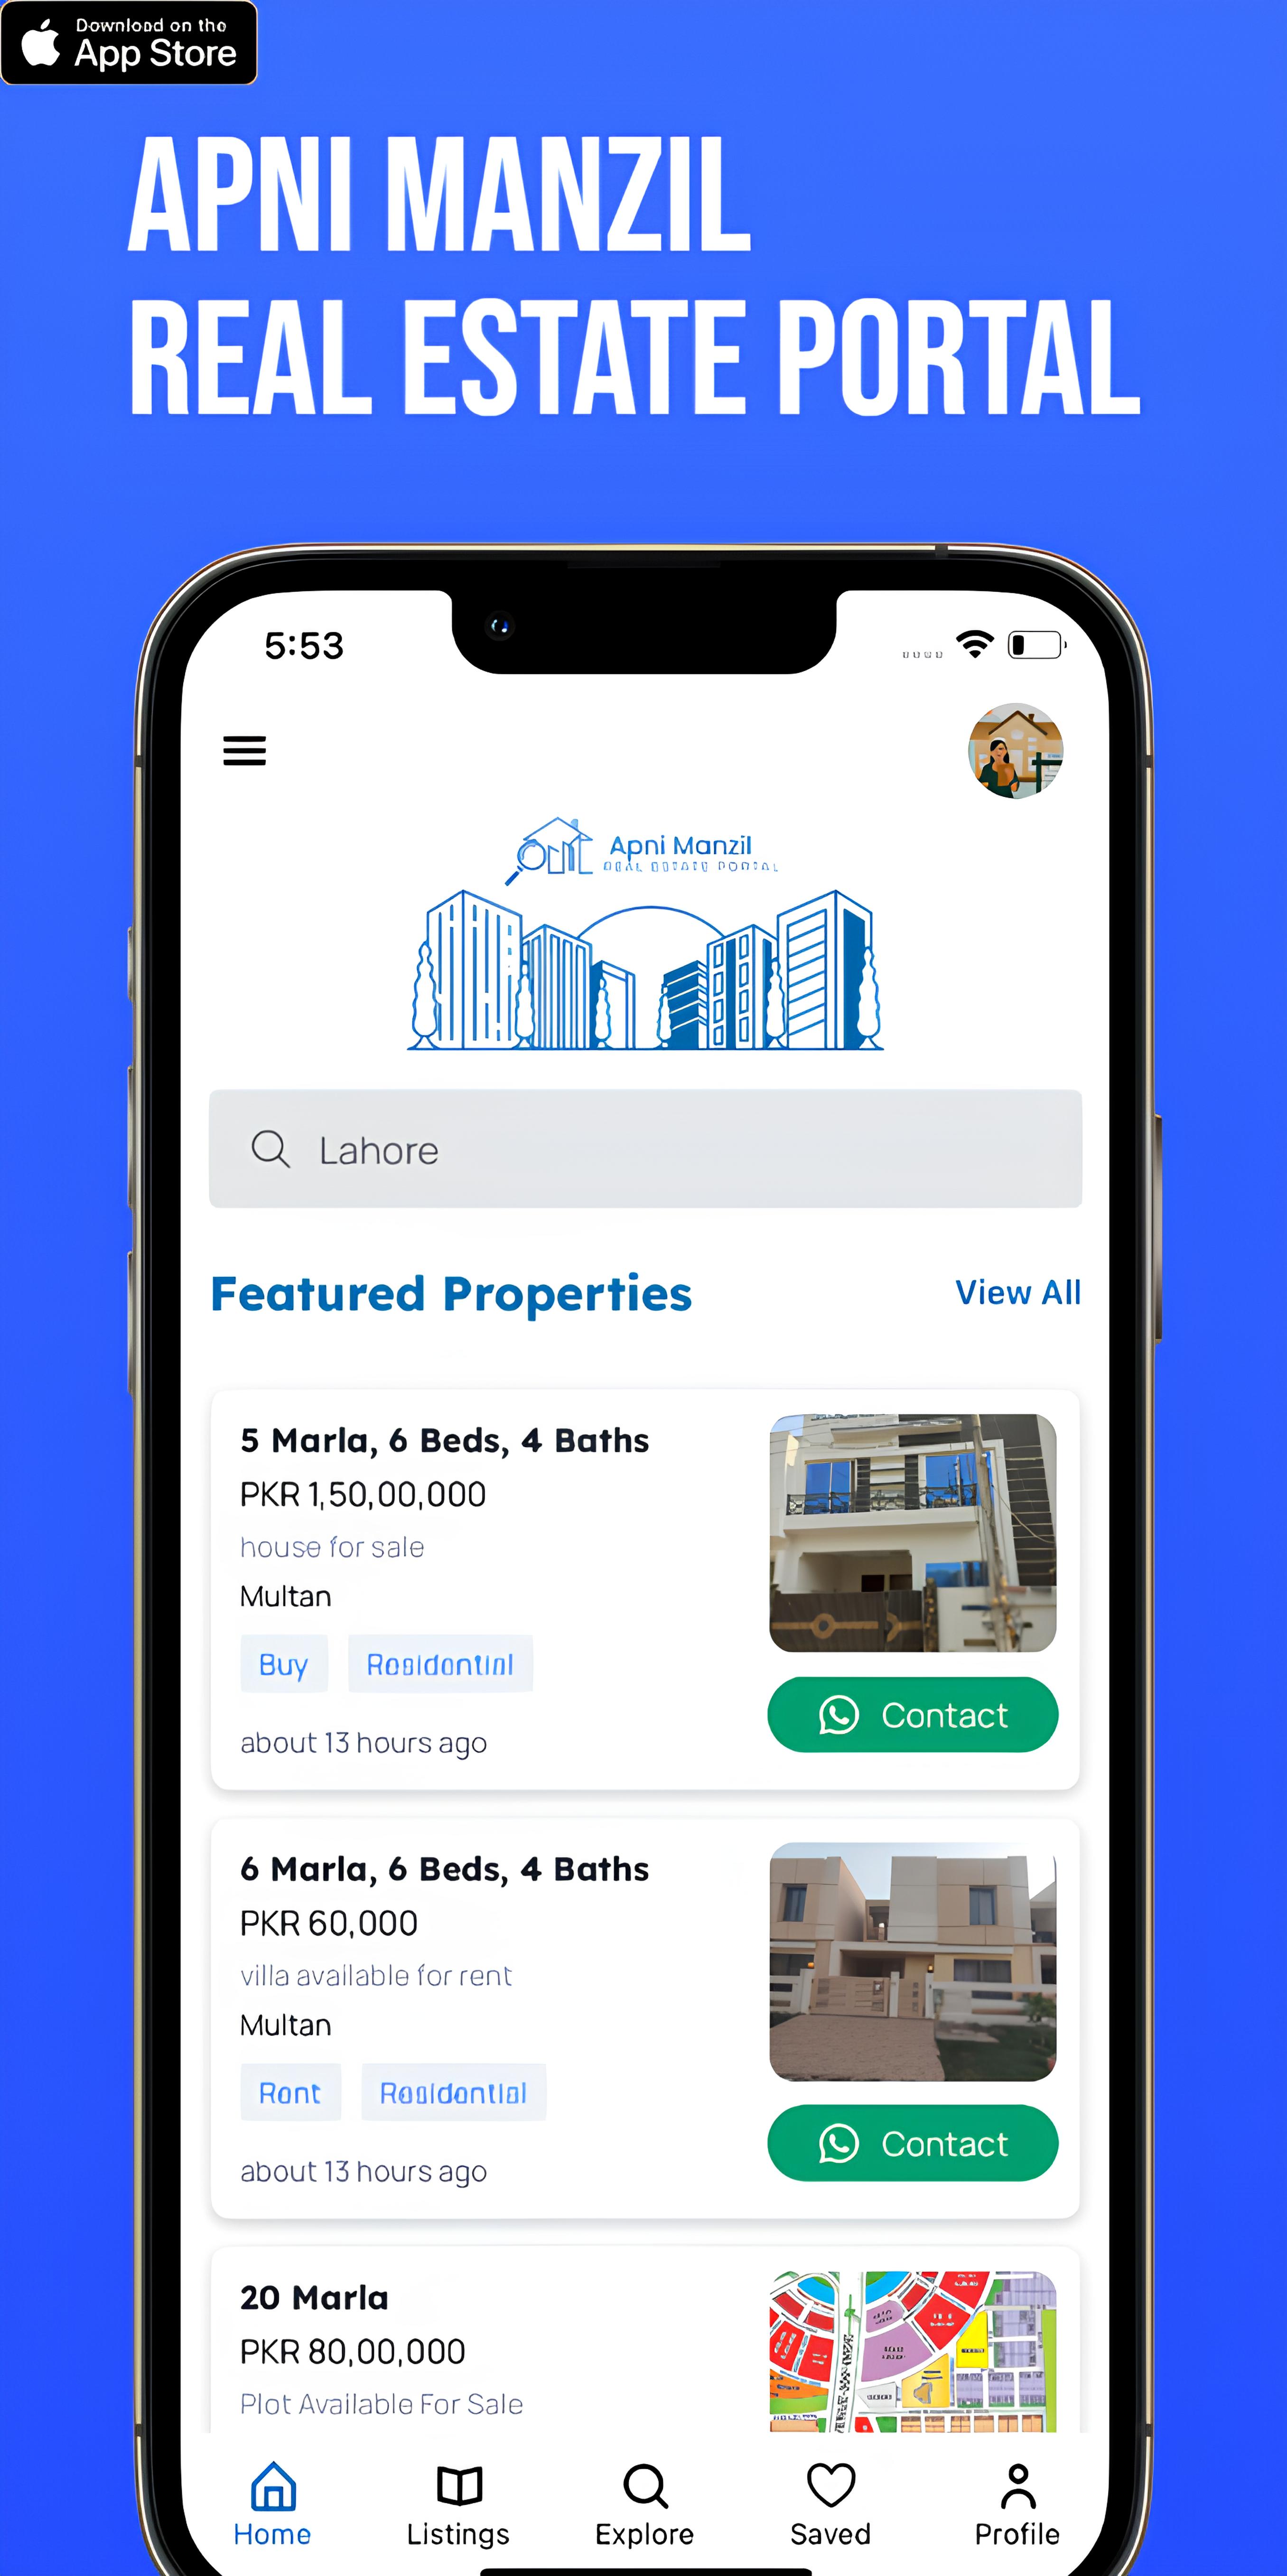 Download on the
App Store
APNI MANZIL
REAL ESTATE PORTAL
5:53
Apni Manzil
REAL ESTATE PORTAL
Lahore
Featured Properties
View All
5 Marla, 6 Beds, 4 Baths
PKR 1,50,00,000
house for sale
Multan
Buy
Residential
Contact
about 13 hours ago
6 Marla, 6 Beds, 4 Baths
PKR 60,000
villa available for rent
Multan
Rent
Residential
Contact
about 13 hours ago
20 Marla
PKR 80,00,000
Plot Available For Sale
Home
Listings
Explore
Saved
Profile